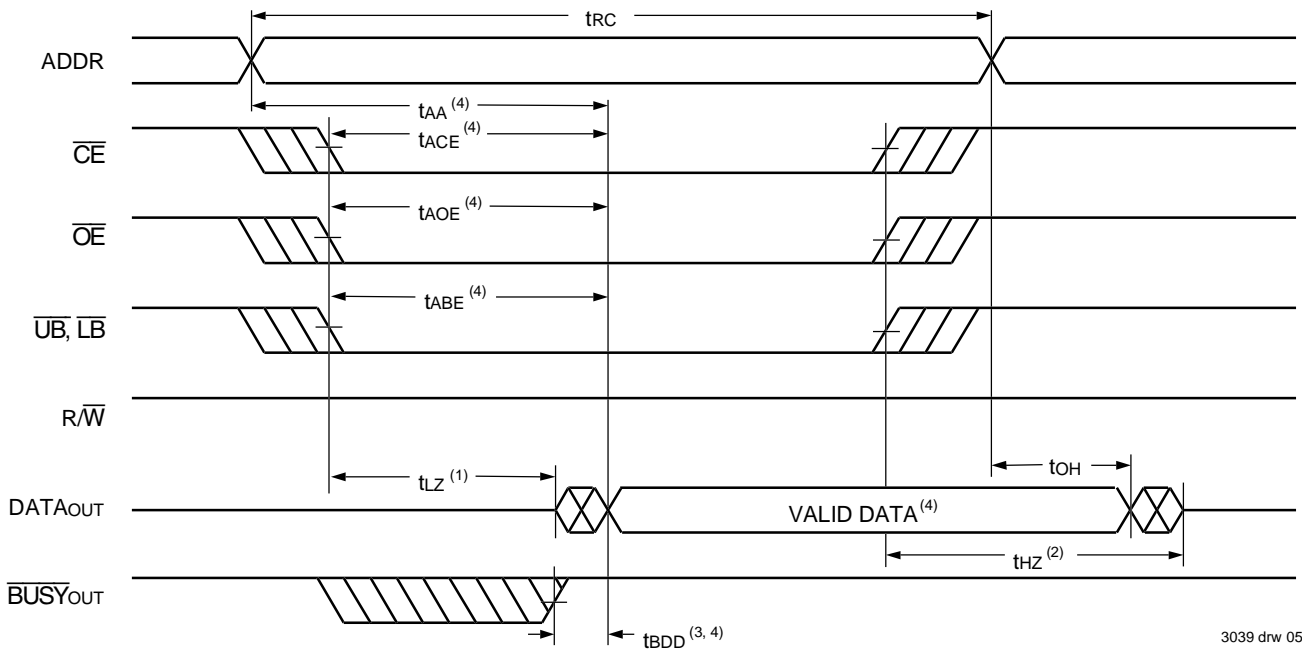 tRC
ADDR
tAA (4)
CE
tACE (4)
OE
tAOE (4)
UB, LB
tABE (4)
R/W
tLZ (1)
tOH
DATAOUT
VALID DATA(4)
tHZ (2)
BUSYOUT
tBDD (3, 4)
3039 drw 05